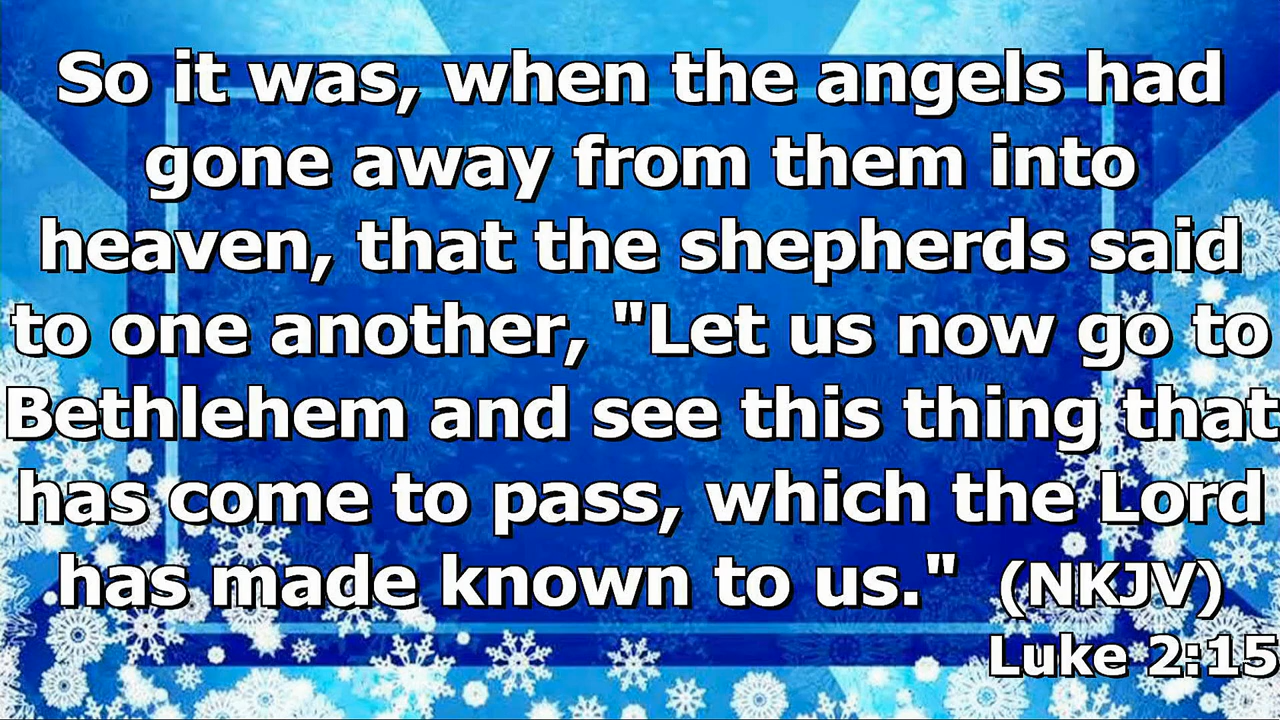 So it was, when the angels had
gone away from them into
heaven, that the shepherds said
to one another, "Let us now go to
Bethlehem and see this thing that
has come to pass, which the Lord
has made known to us." (NKJV)
Luke 2:15